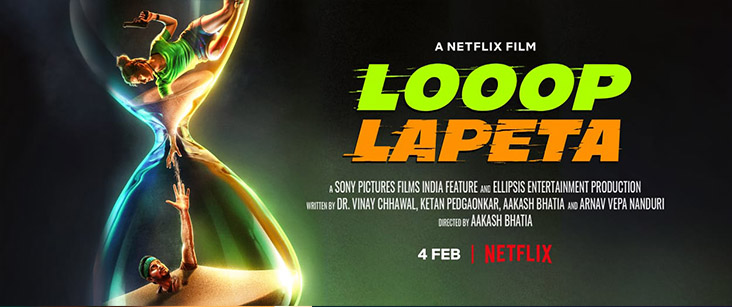 A NETFLIX FILM
LOOOP
LAPETA
A SONY PICTURES FILMS INDIA FEATURE AND ELLIPSIS ENTERTAINMENT PRODUCTION
WRITTEN BY DR. VINAY CHHAWAL, KETAN PEDGAONKAR, AAKASH BHATIA AND ARNAV VEPA NANDURI
DIRECTED BY AAKASH BHATIA
4 FEB | NETFLIX